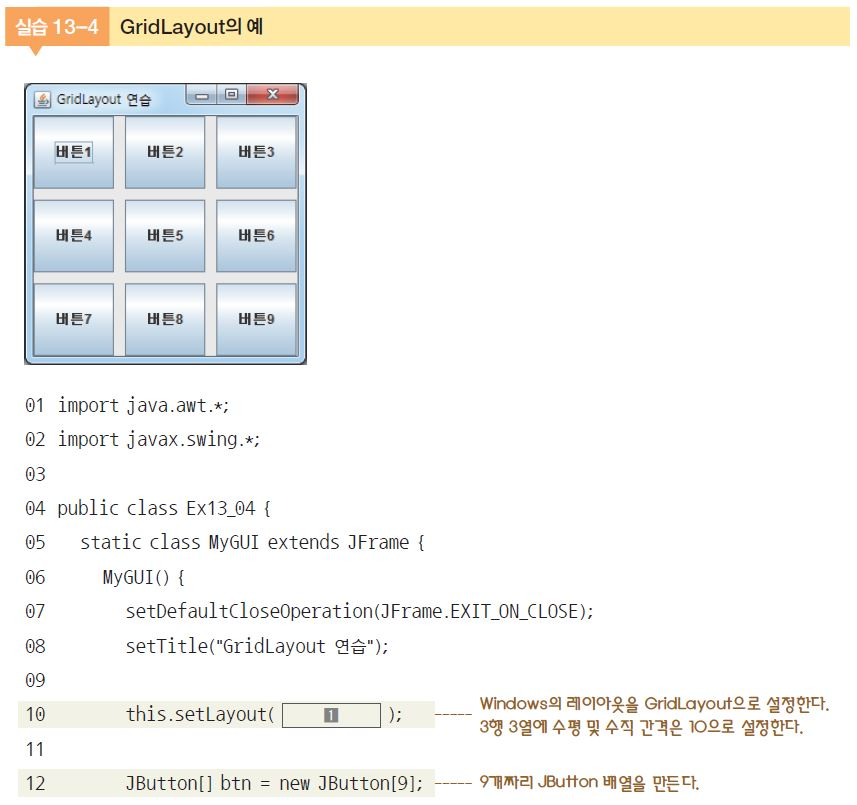 실습 13-4 GridLayout의 예
GridLayout 연습
버튼1 버튼2 버튼3
버튼4 버튼5 버튼6
버튼7 버튼8 버튼9
01 import java.awt.*;
02 import javax.swing.*;
03
04 public class Ex13_04 {
05 static class MyGUI extends JFrame {
06 MyGUI() {
07 setDefaultCloseOperation(JFrame.EXIT_ON_CLOSE);
08 setTitle("GridLayout 연습");
09
10 this.setLayout( 1 ); ----- Windows의 레이아웃을 GridLayout으로 설정한다.
3행 3열에 수평 및 수직 간격은 10으로 설정한다.
11
12 JButton[] btn = new JButton[9]; ----- 9개짜리 JButton 배열을 만든다.